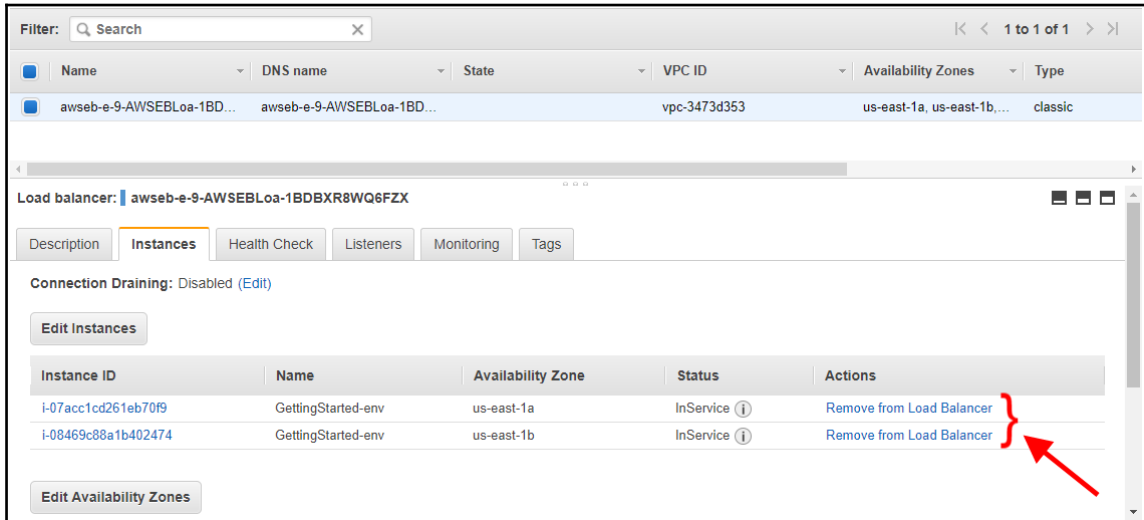 Filter: Search 1 to 1 of 1
Name DNS name State VPC ID Availability Zones Type
awseb-e-9-AWSEBLoa-1BD... awseb-e-9-AWSEBLoa-1BD... vpc-3473d353 us-east-1a, us-east-1b,... classic
Load balancer: awseb-e-9-AWSEBLoa-1BDBXR8WQ6FZX
Description Instances Health Check Listeners Monitoring Tags
Connection Draining: Disabled (Edit)
Edit Instances
Instance ID Name Availability Zone Status Actions
i-07acc1cd261eb70f9 GettingStarted-env us-east-1a InService i Remove from Load Balancer
i-08469c88a1b402474 GettingStarted-env us-east-1b InService i Remove from Load Balancer
Edit Availability Zones